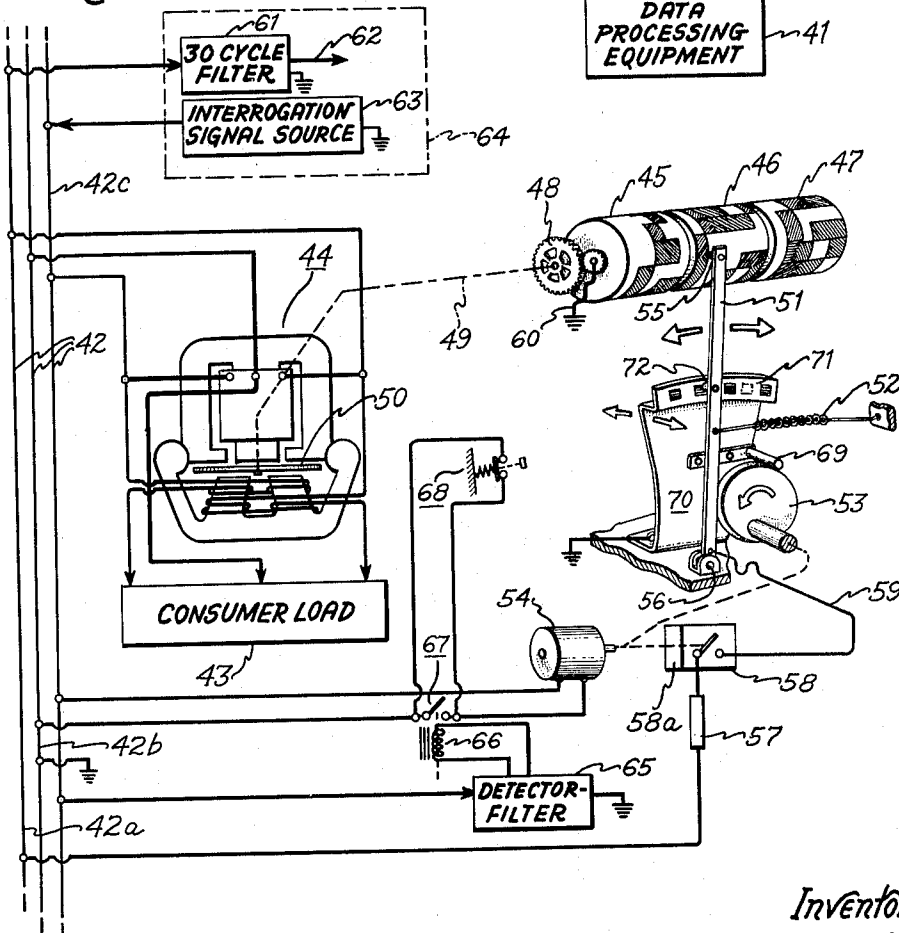 DATA
PROCESSING
EQUIPMENT
41
61
62
30 CYCLE
FILTER
INTERROGATION
SIGNAL SOURCE
63
64
42c
48
45
46
47
44
49
60
55
51
42
50
72
71
52
68
69
70
53
CONSUMER LOAD
54
56
59
43
67
58
58a
42b
66
57
65
DETECTOR-
FILTER
42a
Invento